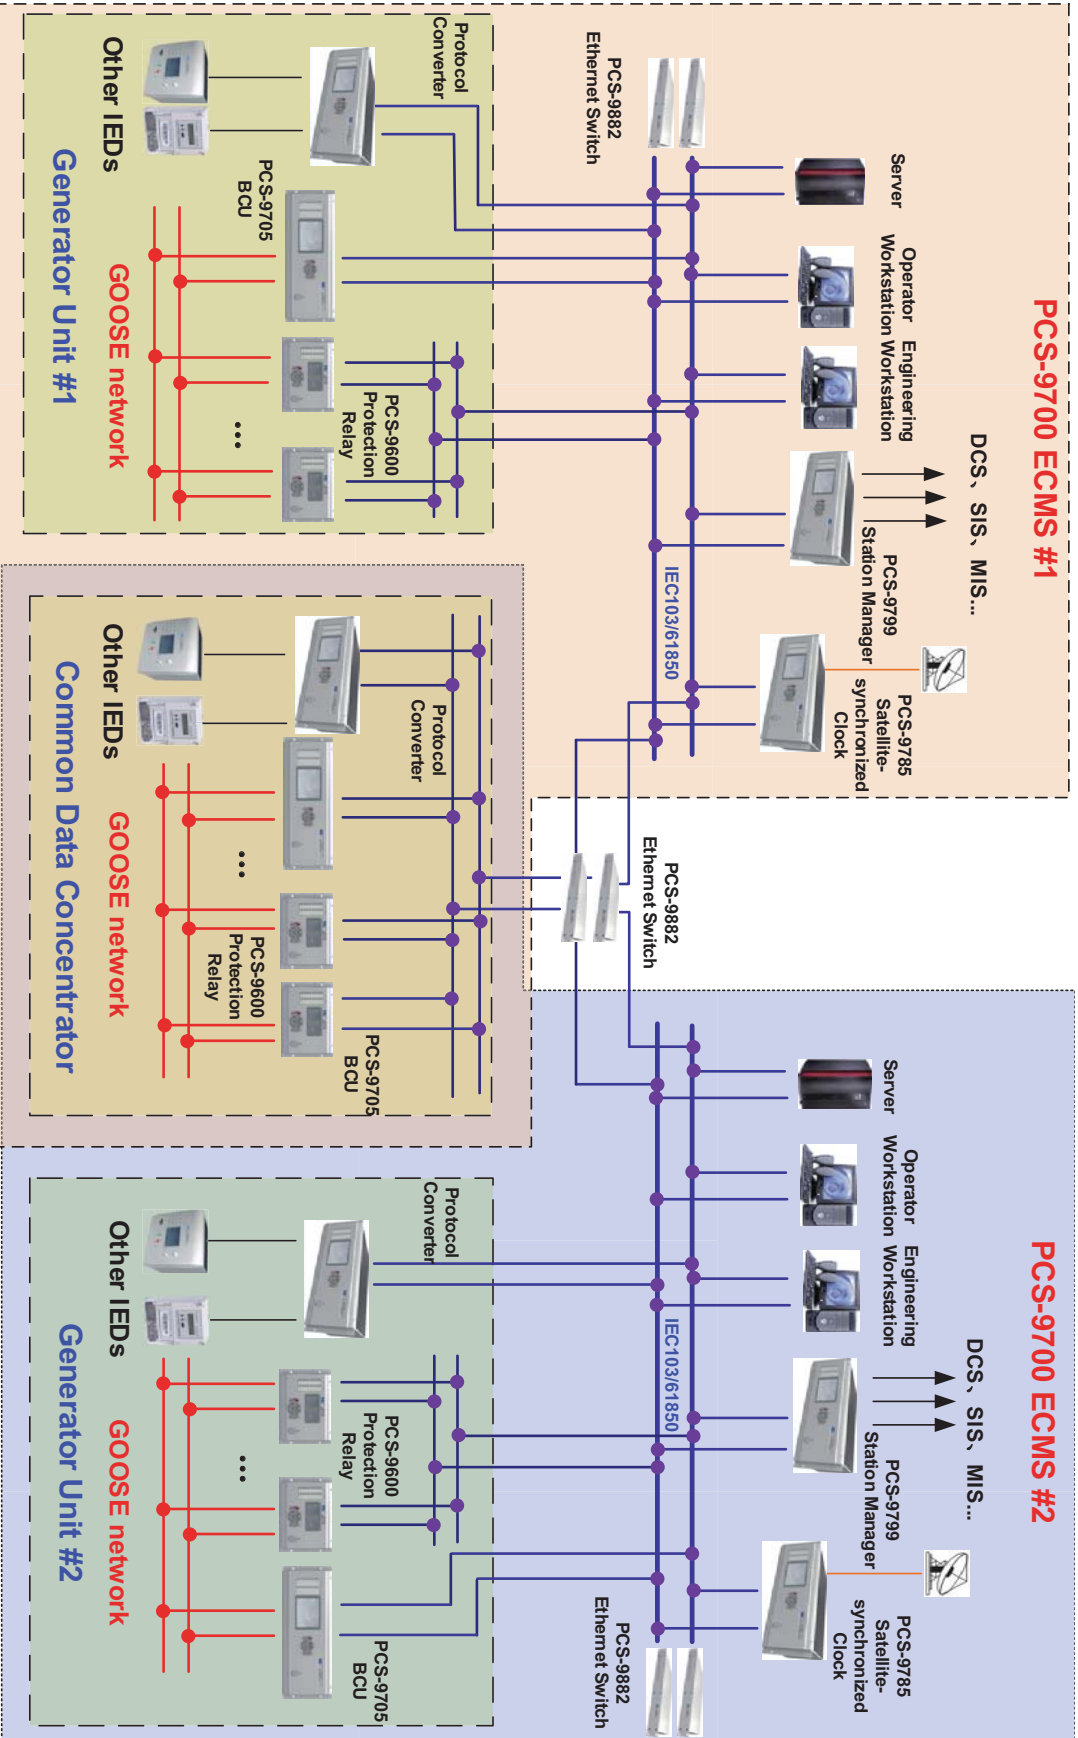 PCS-9700 ECMS #1
DCS、SIS、MIS...
Server
Operator
Workstation
Engineering
Workstation
PCS-9799
Station Manager
PCS-9785
Satellite-
synchronized
Clock
PCS-9882
Ethernet Switch
IEC103/61850
Protocol
Converter
Other IEDs
PCS-9705
BCU
PCS-9600
Protection
Relay
...
GOOSE network
Generator Unit #1
PCS-9882
Ethernet Switch
Protocol
Converter
Other IEDs
...
PCS-9600
Protection
Relay
PCS-9705
BCU
GOOSE network
Common Data Concentrator
PCS-9700 ECMS #2
DCS、SIS、MIS...
Server
Operator
Workstation
Engineering
Workstation
PCS-9799
Station Manager
PCS-9785
Satellite-
synchronized
Clock
IEC103/61850
PCS-9882
Ethernet Switch
Protocol
Converter
Other IEDs
PCS-9600
Protection
Relay
...
PCS-9705
BCU
GOOSE network
Generator Unit #2